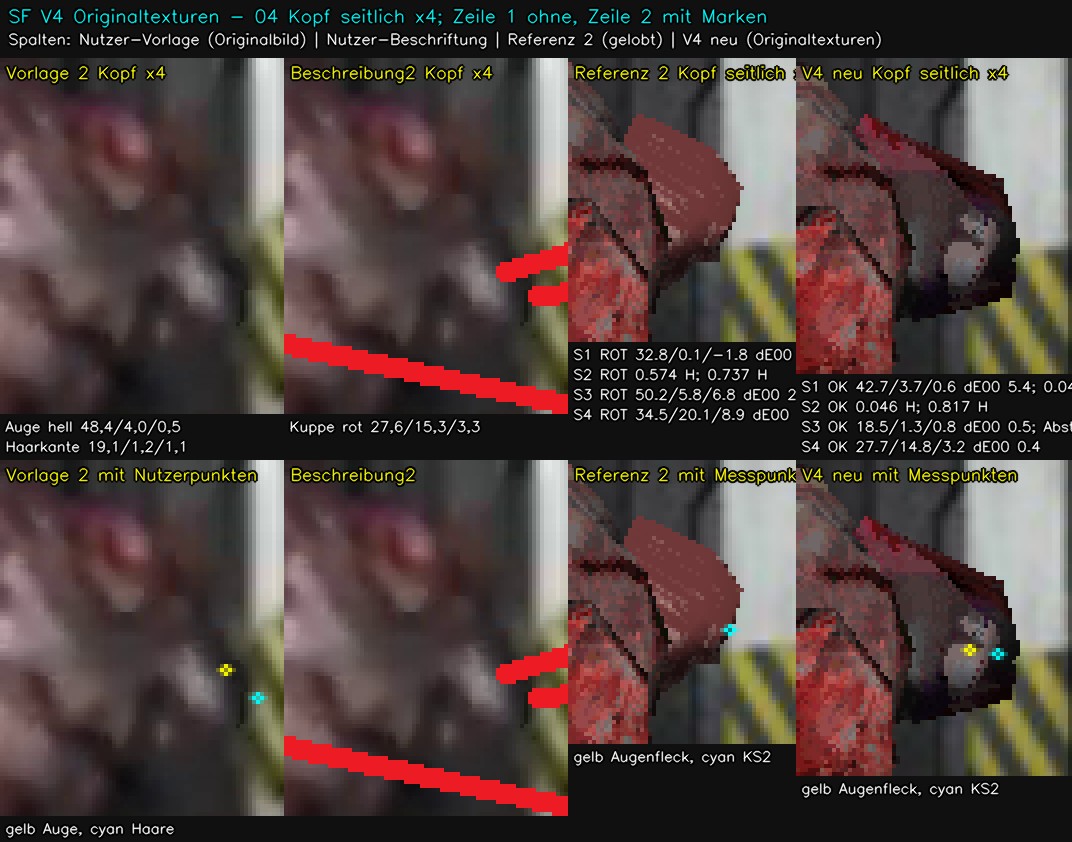 SF V4 Originaltexturen – 04 Kopf seitlich x4; Zeile 1 ohne, Zeile 2 mit Marken
Spalten: Nutzer-Vorlage (Originalbild) | Nutzer-Beschriftung | Referenz 2 (gelobt) | V4 neu (Originaltexturen)
Vorlage 2 Kopf x4
Beschreibung2 Kopf x4
Referenz 2 Kopf seitlich
V4 neu Kopf seitlich x4
Auge hell 48,4/4,0/0,5
Haarkante 19,1/1,2/1,1
Kuppe rot 27,6/15,3/3,3
S1 ROT 32.8/0.1/-1.8 dE00
S2 ROT 0.574 H; 0.737 H
S3 ROT 50.2/5.8/6.8 dE00 2
S4 ROT 34.5/20.1/8.9 dE00
S1 OK 42.7/3.7/0.6 dE00 5.4; 0.04
S2 OK 0.046 H; 0.817 H
S3 OK 18.5/1.3/0.8 dE00 0.5; Abst
S4 OK 27.7/14.8/3.2 dE00 0.4
Vorlage 2 mit Nutzerpunkten
Beschreibung2
Referenz 2 mit Messpunk
V4 neu mit Messpunkten
gelb Augenfleck, cyan KS2
gelb Augenfleck, cyan KS2
gelb Auge, cyan Haare